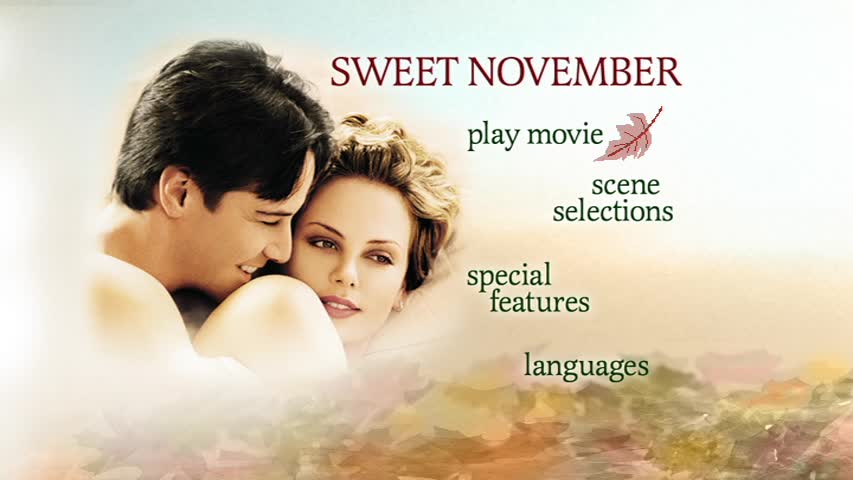 SWEET NOVEMBER
play movie
scene
selections
special
features
languages